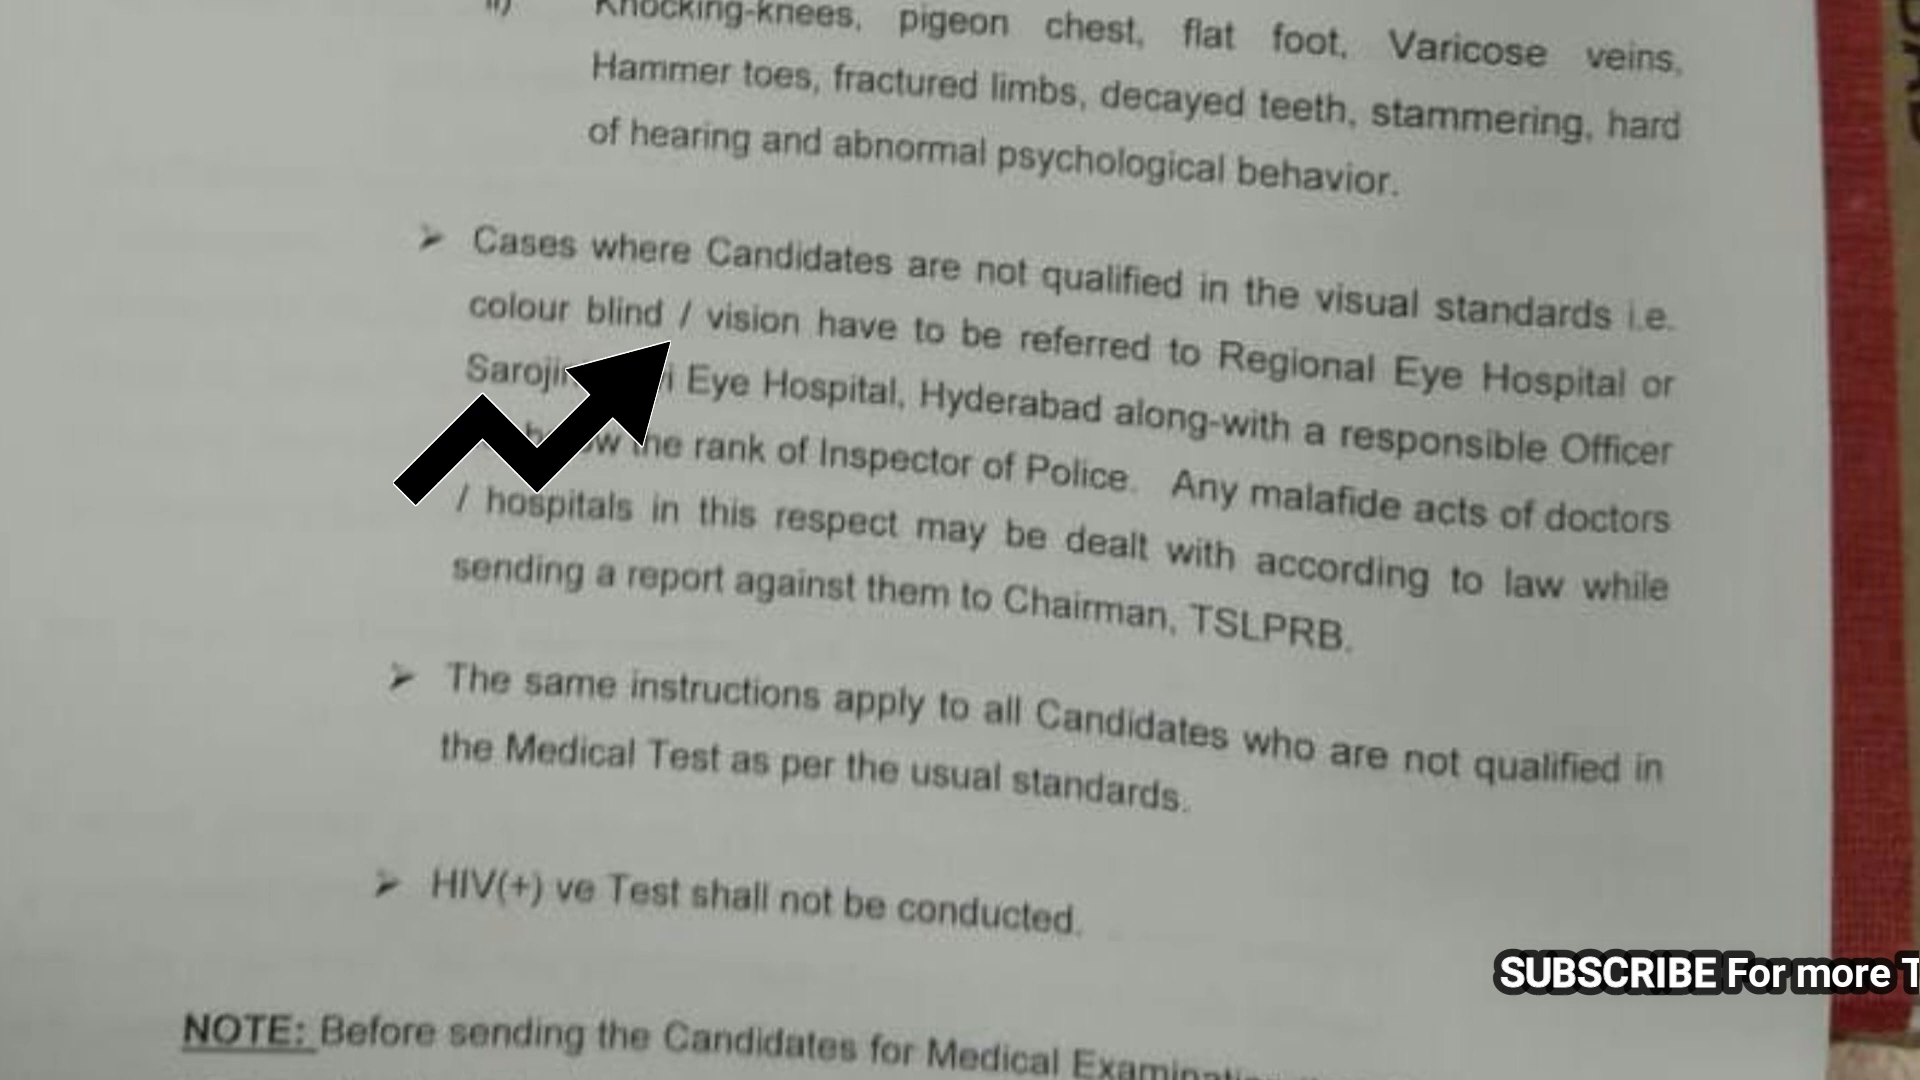 ii) Knocking-knees, pigeon chest, flat foot, Varicose veins,
Hammer toes, fractured limbs, decayed teeth, stammering, hard
of hearing and abnormal psychological behavior.
➢ Cases where Candidates are not qualified in the visual standards i.e.
colour blind / vision have to be referred to Regional Eye Hospital or
Eye Hospital, Hyderabad along-with a responsible Officer
the rank of Inspector of Police. Any malafide acts of doctors
/ hospitals in this respect may be dealt with according to law while
sending a report against them to Chairman, TSLPRB.
➢ The same instructions apply to all Candidates who are not qualified in
the Medical Test as per the usual standards.
➢ HIV(+) ve Test shall not be conducted.
SUBSCRIBE For more T
NOTE: Before sending the Candidates for Medical